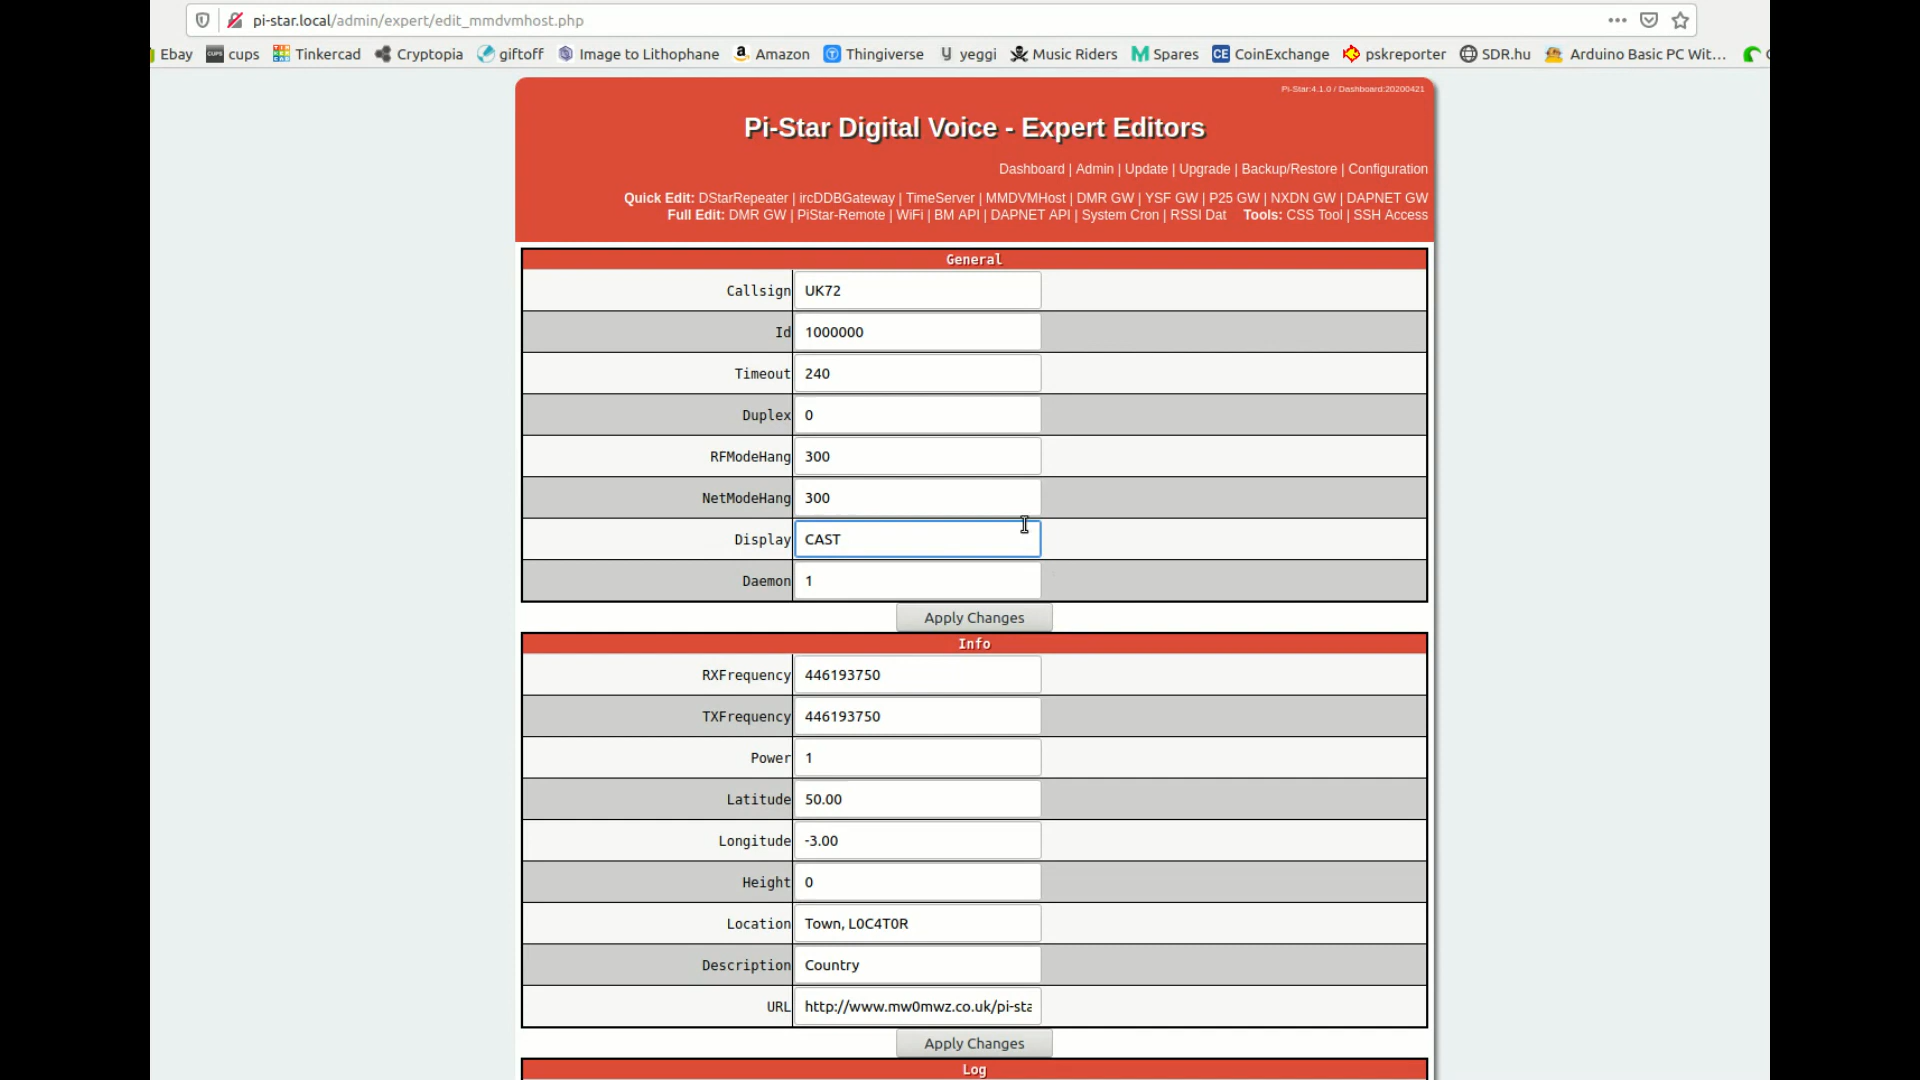 pi-star.local/admin/expert/edit_mmdvmhost.php
Ebay cups Tinkercad Cryptopia giftoff Image to Lithophane Amazon Thingiverse yeggi Music Riders Spares CoinExchange pskreporter SDR.hu Arduino Basic PC Wit...
Pi-Star:4.1.0 / Dashboard:20200421
Pi-Star Digital Voice - Expert Editors
Dashboard | Admin | Update | Upgrade | Backup/Restore | Configuration
Quick Edit: DStarRepeater | ircDDBGateway | TimeServer | MMDVMHost | DMR GW | YSF GW | P25 GW | NXDN GW | DAPNET GW
Full Edit: DMR GW | PiStar-Remote | WiFi | BM API | DAPNET API | System Cron | RSSI Dat Tools: CSS Tool | SSH Access
General
Callsign UK72
Id 1000000
Timeout 240
Duplex 0
RFModeHang 300
NetModeHang 300
Display CAST
Daemon 1
Apply Changes
Info
RXFrequency 446193750
TXFrequency 446193750
Power 1
Latitude 50.00
Longitude -3.00
Height 0
Location Town, L0C4T0R
Description Country
URL http://www.mw0mwz.co.uk/pi-sta
Apply Changes
Log